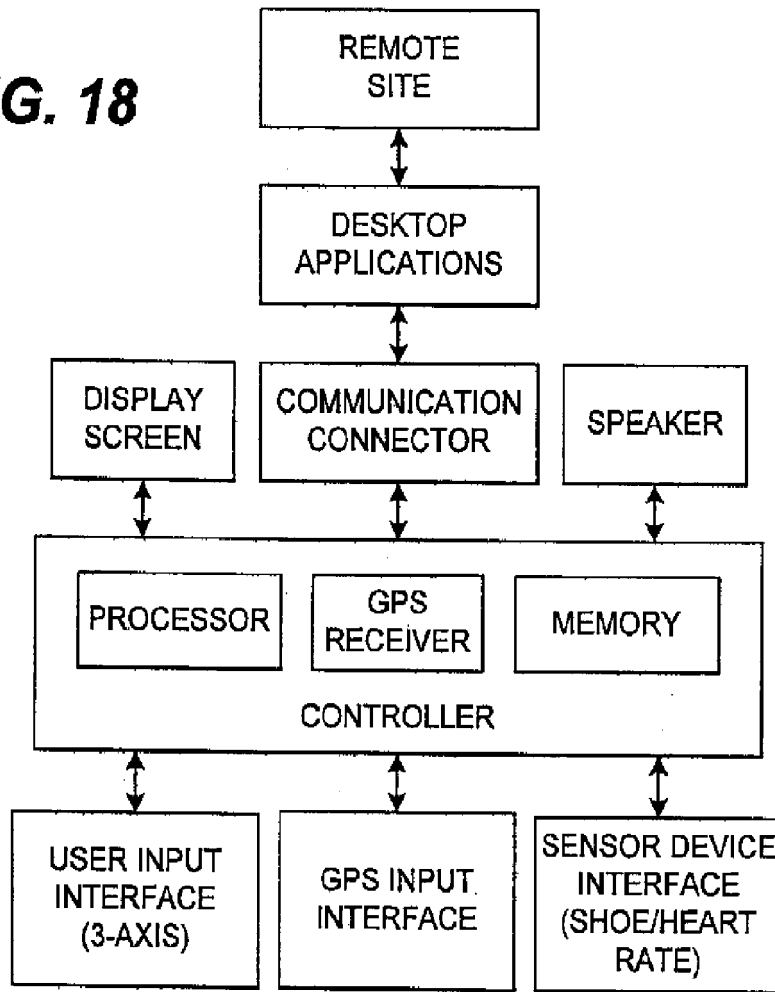 G. 18
REMOTE
SITE
DESKTOP
APPLICATIONS
DISPLAY
SCREEN
COMMUNICATION
CONNECTOR
SPEAKER
PROCESSOR
GPS
RECEIVER
MEMORY
CONTROLLER
USER INPUT
INTERFACE
(3-AXIS)
GPS INPUT
INTERFACE
SENSOR DEVICE
INTERFACE
(SHOE/HEART
RATE)